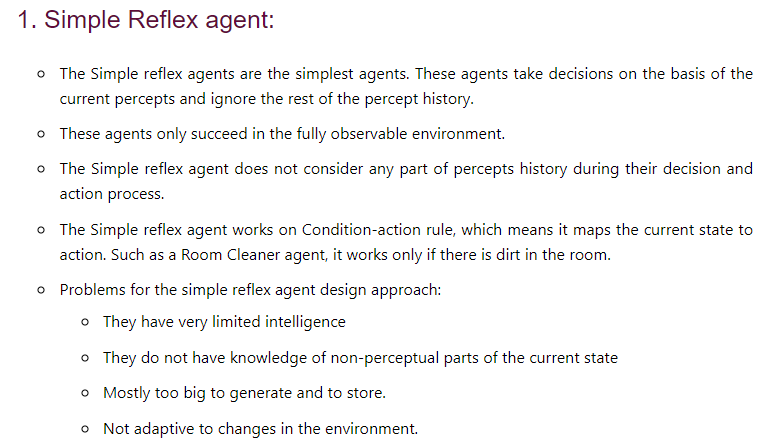 1. Simple Reflex agent:
The Simple reflex agents are the simplest agents. These agents take decisions on the basis of the
current percepts and ignore the rest of the percept history.
These agents only succeed in the fully observable environment.
The Simple reflex agent does not consider any part of percepts history during their decision and
action process.
The Simple reflex agent works on Condition-action rule, which means it maps the current state to
action. Such as a Room Cleaner agent, it works only if there is dirt in the room.
Problems for the simple reflex agent design approach:
They have very limited intelligence
They do not have knowledge of non-perceptual parts of the current state
Mostly too big to generate and to store.
Not adaptive to changes in the environment.